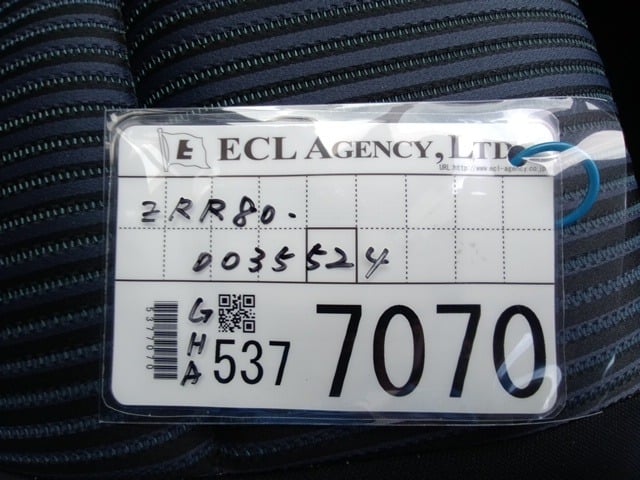 E ECL AGENCY, LTD.
URL http://www.ecl-agency.co.jp
ZRR80.
0035524
5377070
GHA
537 7070